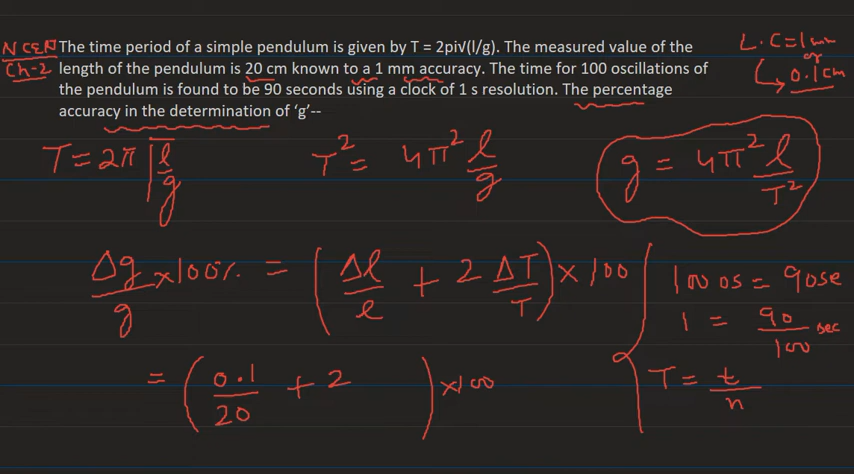 NCEN The time period of a simple pendulum is given by T = 2pi√(l/g). The measured value of the
Ch-2 length of the pendulum is 20 cm known to a 1 mm accuracy. The time for 100 oscillations of
the pendulum is found to be 90 seconds using a clock of 1 s resolution. The percentage
accuracy in the determination of ‘g’--
L.C = 1 mm
or
0.1 cm
T = 2π √(l/g)
T² = 4π² l/g
g = 4π² l/T²
Δg/g × 100% = (Δl/l + 2 ΔT/T) × 100
= (0.1/20 + 2 ) × 100
100 os = 90 se
1 = 90/100 sec
T = t/n